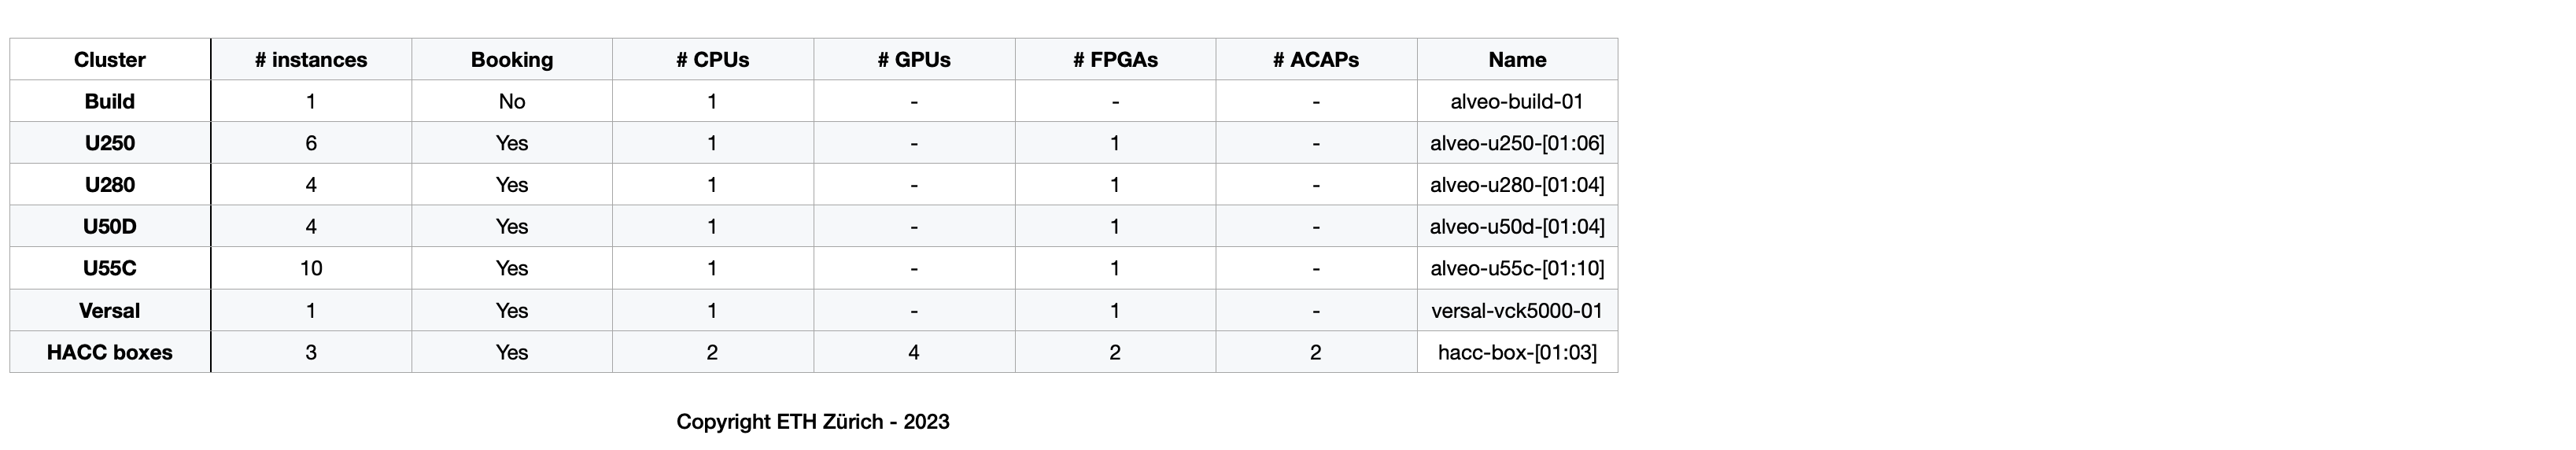 Cluster # instances Booking # CPUs # GPUs # FPGAs # ACAPs Name
Build 1 No 1 - - - alveo-build-01
U250 6 Yes 1 - 1 - alveo-u250-[01:06]
U280 4 Yes 1 - 1 - alveo-u280-[01:04]
U50D 4 Yes 1 - 1 - alveo-u50d-[01:04]
U55C 10 Yes 1 - 1 - alveo-u55c-[01:10]
Versal 1 Yes 1 - 1 - versal-vck5000-01
HACC boxes 3 Yes 2 4 2 2 hacc-box-[01:03]
Copyright ETH Zürich - 2023